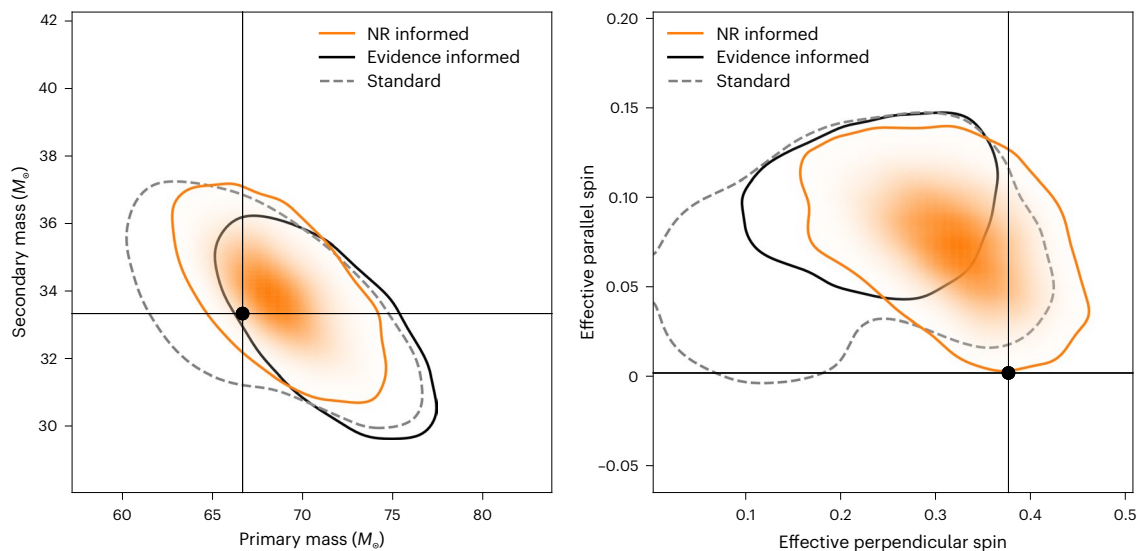 NR informed
Evidence informed
Standard
42
40
38
36
34
32
30
Secondary mass (M⊙)
60
65
70
75
80
Primary mass (M⊙)
NR informed
Evidence informed
Standard
0.20
0.15
0.10
0.05
0
−0.05
Effective parallel spin
0.1
0.2
0.3
0.4
0.5
Effective perpendicular spin